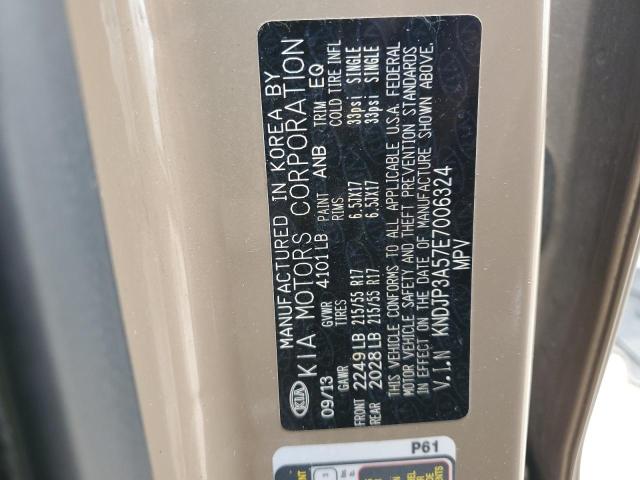 MANUFACTURED IN KOREA BY
KIA KIA MOTORS CORPORATION
09/13 GVWR 4101LB PAINT ANB TRIM EQ
GAWR TIRES RIMS COLD TIRE INFL
FRONT 2249LB 215/55 R17 6.5JX17 33psi SINGLE
REAR 2028LB 215/55 R17 6.5JX17 33psi SINGLE
THIS VEHICLE CONFORMS TO ALL APPLICABLE U.S.A. FEDERAL
MOTOR VEHICLE SAFETY AND THEFT PREVENTION STANDARDS
IN EFFECT ON THE DATE OF MANUFACTURE SHOWN ABOVE.
V.I.N KNDJP3A57E7006324
MPV
P61